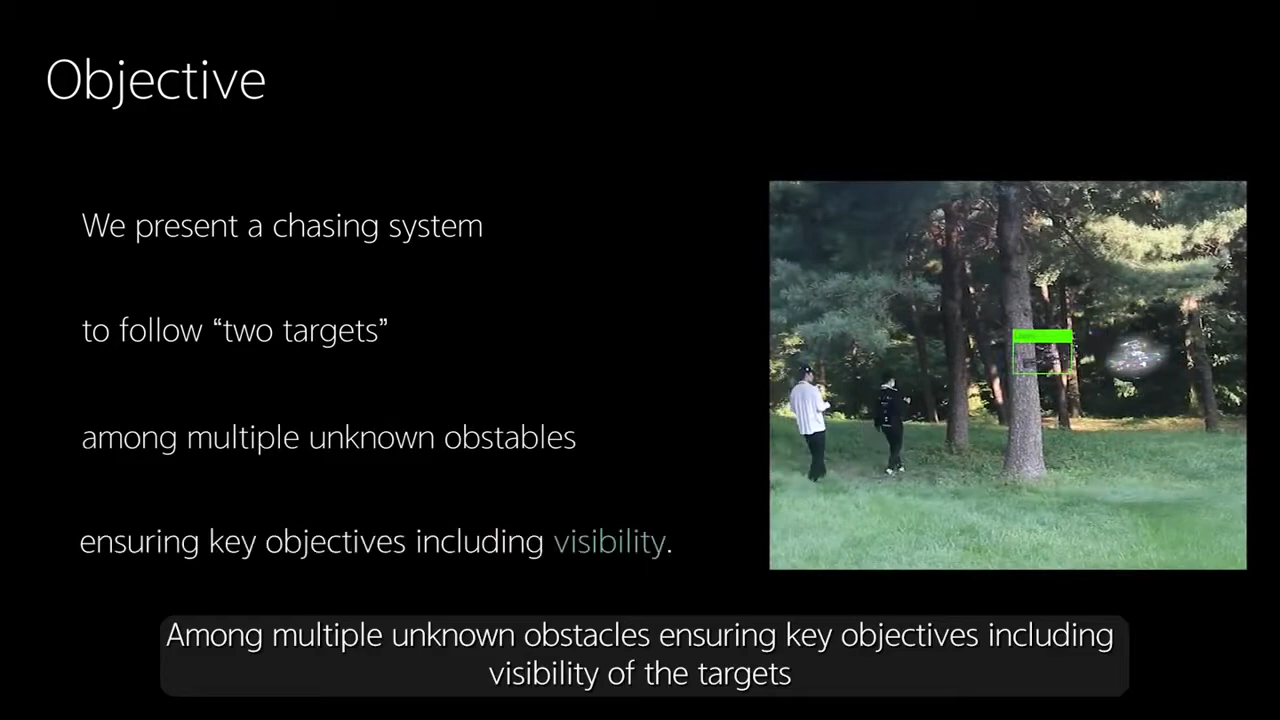 Objective
We present a chasing system
to follow “two targets”
among multiple unknown obstables
ensuring key objectives including visibility.
Among multiple unknown obstacles ensuring key objectives including
visibility of the targets